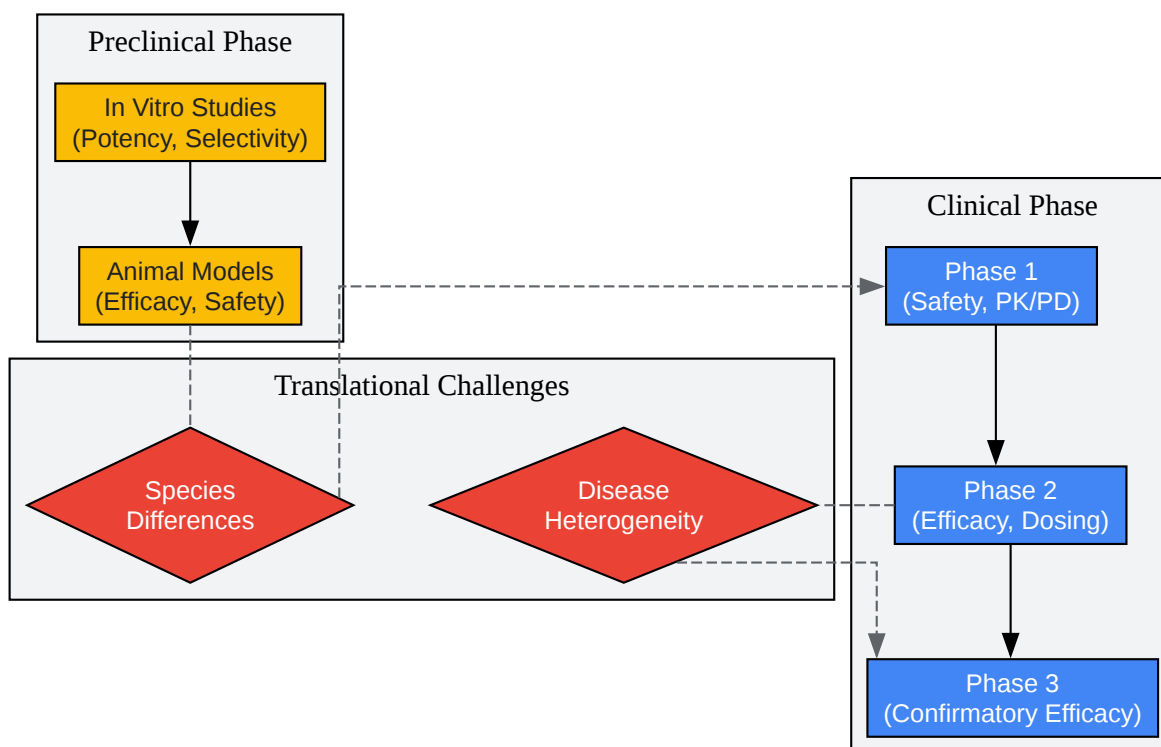 Preclinical Phase
In Vitro Studies
(Potency, Selectivity)
Animal Models
(Efficacy, Safety)
Translational Challenges
Species
Differences
Disease
Heterogeneity
Clinical Phase
Phase 1
(Safety, PK/PD)
Phase 2
(Efficacy, Dosing)
Phase 3
(Confirmatory Efficacy)